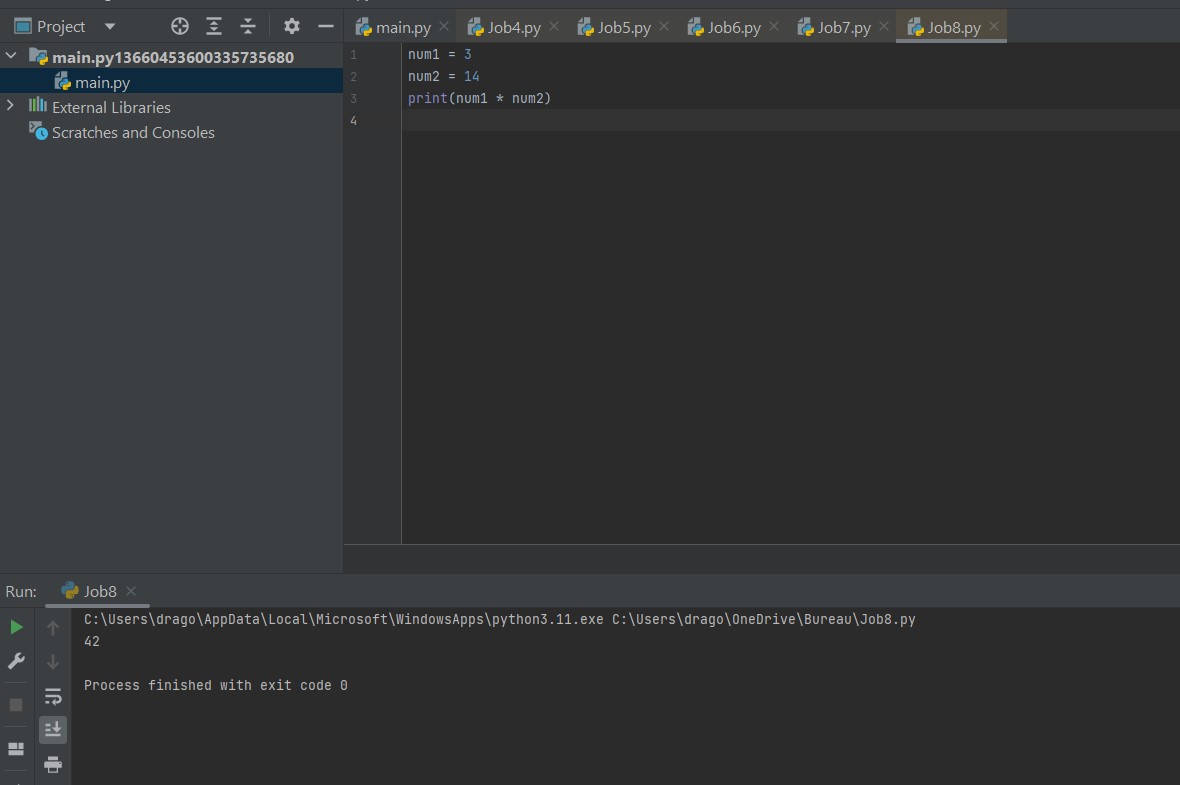 Project
main.py Job4.py Job5.py Job6.py Job7.py Job8.py
main.py13660453600335735680
main.py
External Libraries
Scratches and Consoles
1 num1 = 3
2 num2 = 14
3 print(num1 * num2)
4
Run: Job8
C:\Users\drago\AppData\Local\Microsoft\WindowsApps\python3.11.exe C:\Users\drago\OneDrive\Bureau\Job8.py
42
Process finished with exit code 0